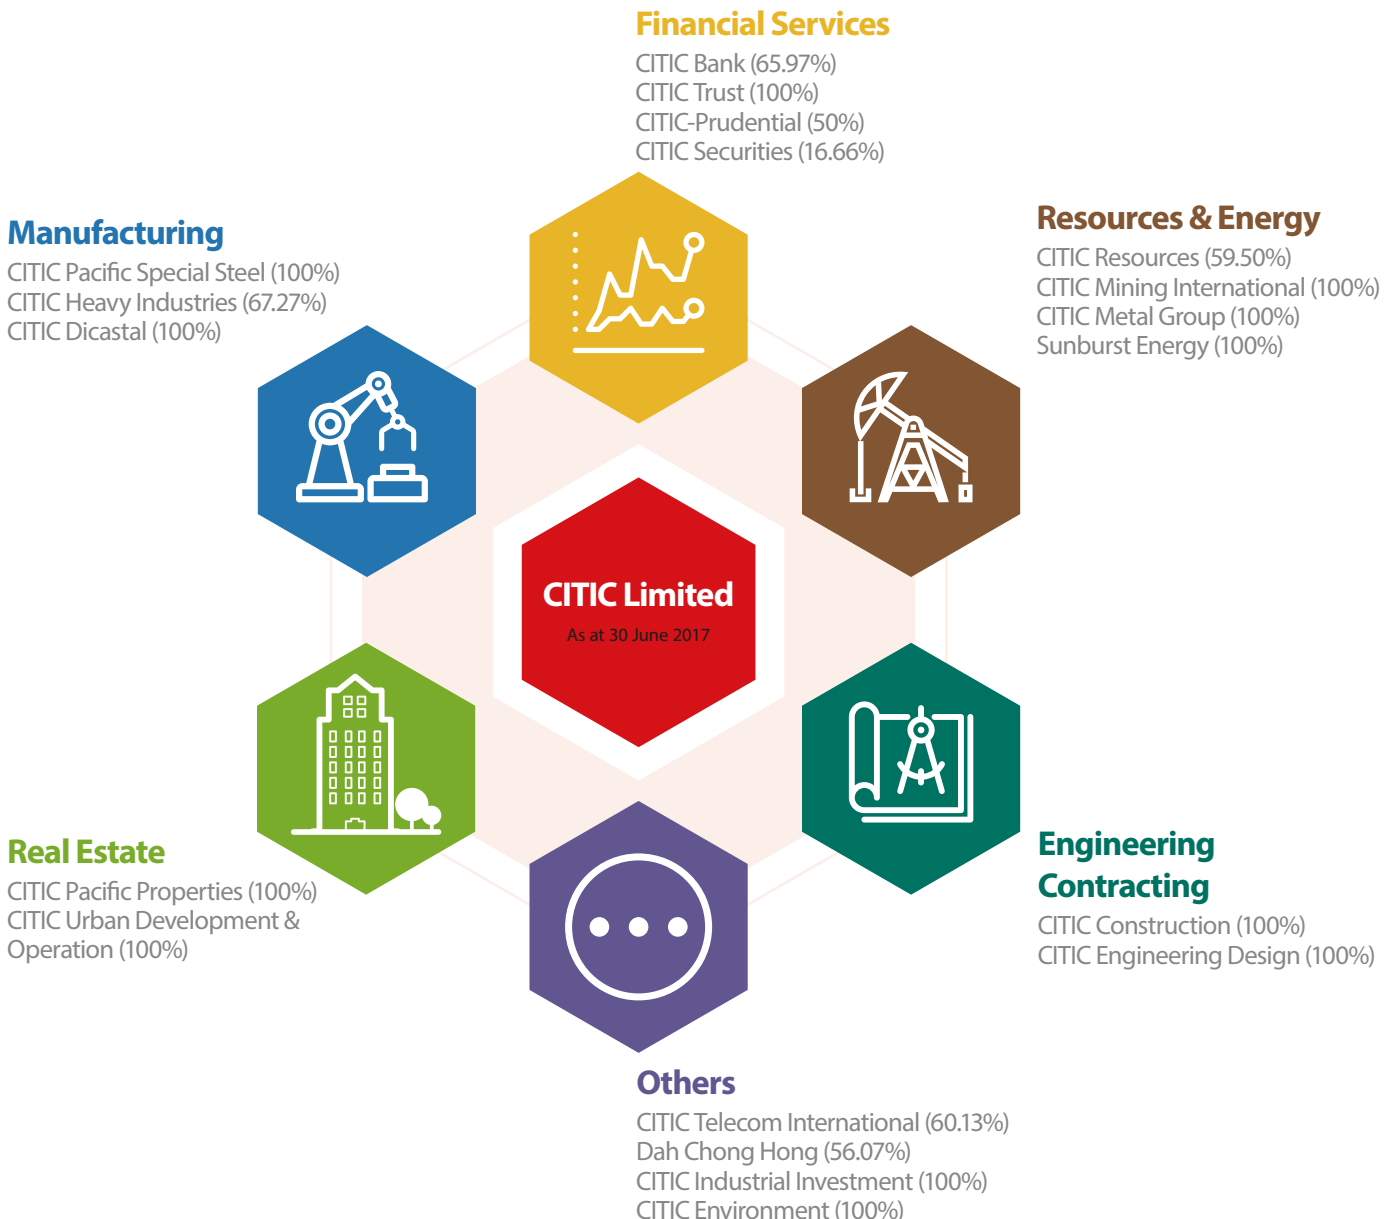 Financial Services
CITIC Bank (65.97%)
CITIC Trust (100%)
CITIC-Prudential (50%)
CITIC Securities (16.66%)
Manufacturing
CITIC Pacific Special Steel (100%)
CITIC Heavy Industries (67.27%)
CITIC Dicastal (100%)
Resources & Energy
CITIC Resources (59.50%)
CITIC Mining International (100%)
CITIC Metal Group (100%)
Sunburst Energy (100%)
CITIC Limited
As at 30 June 2017
Real Estate
CITIC Pacific Properties (100%)
CITIC Urban Development &
Operation (100%)
Engineering
Contracting
CITIC Construction (100%)
CITIC Engineering Design (100%)
Others
CITIC Telecom International (60.13%)
Dah Chong Hong (56.07%)
CITIC Industrial Investment (100%)
CITIC Environment (100%)